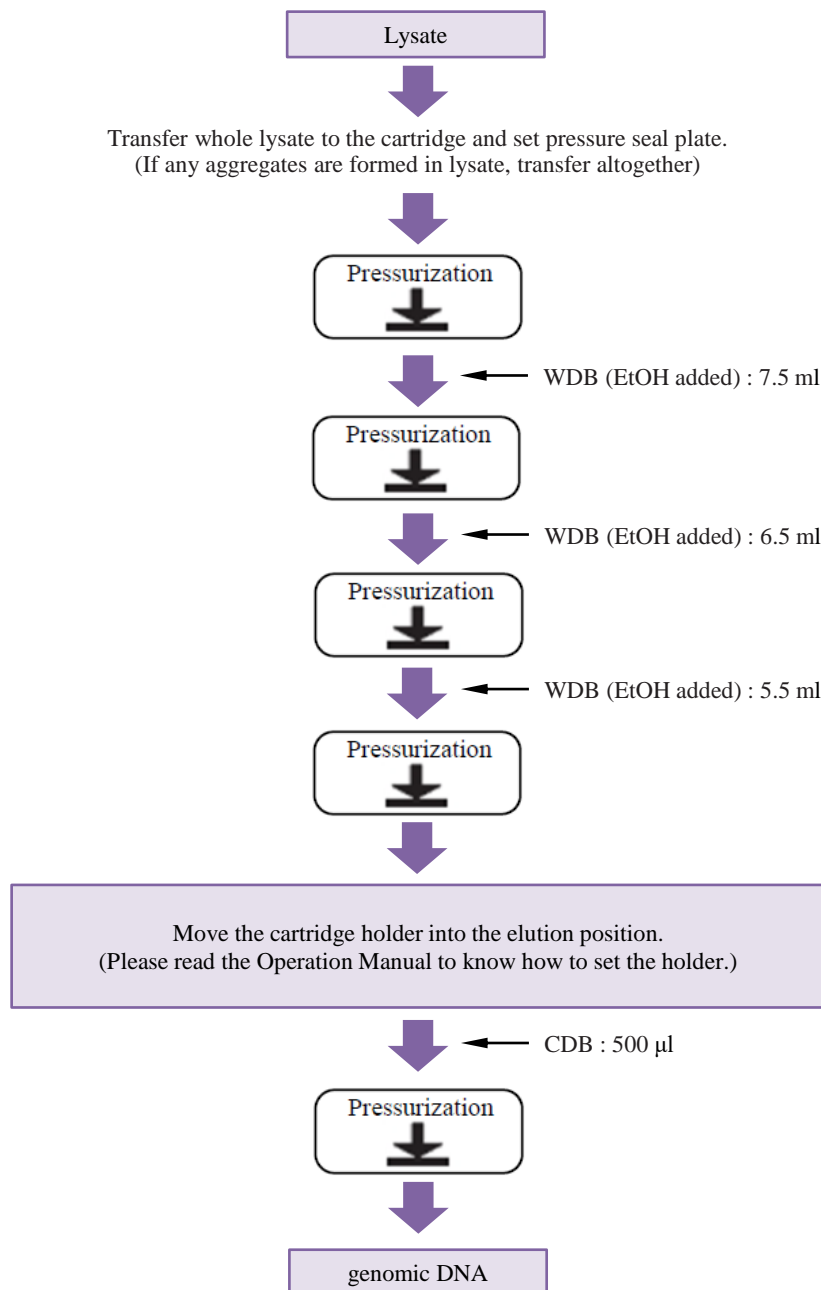 Lysate
Transfer whole lysate to the cartridge and set pressure seal plate.
(If any aggregates are formed in lysate, transfer altogether)
Pressurization
WDB (EtOH added) : 7.5 ml
Pressurization
WDB (EtOH added) : 6.5 ml
Pressurization
WDB (EtOH added) : 5.5 ml
Pressurization
Move the cartridge holder into the elution position.
(Please read the Operation Manual to know how to set the holder.)
CDB : 500 μl
Pressurization
genomic DNA